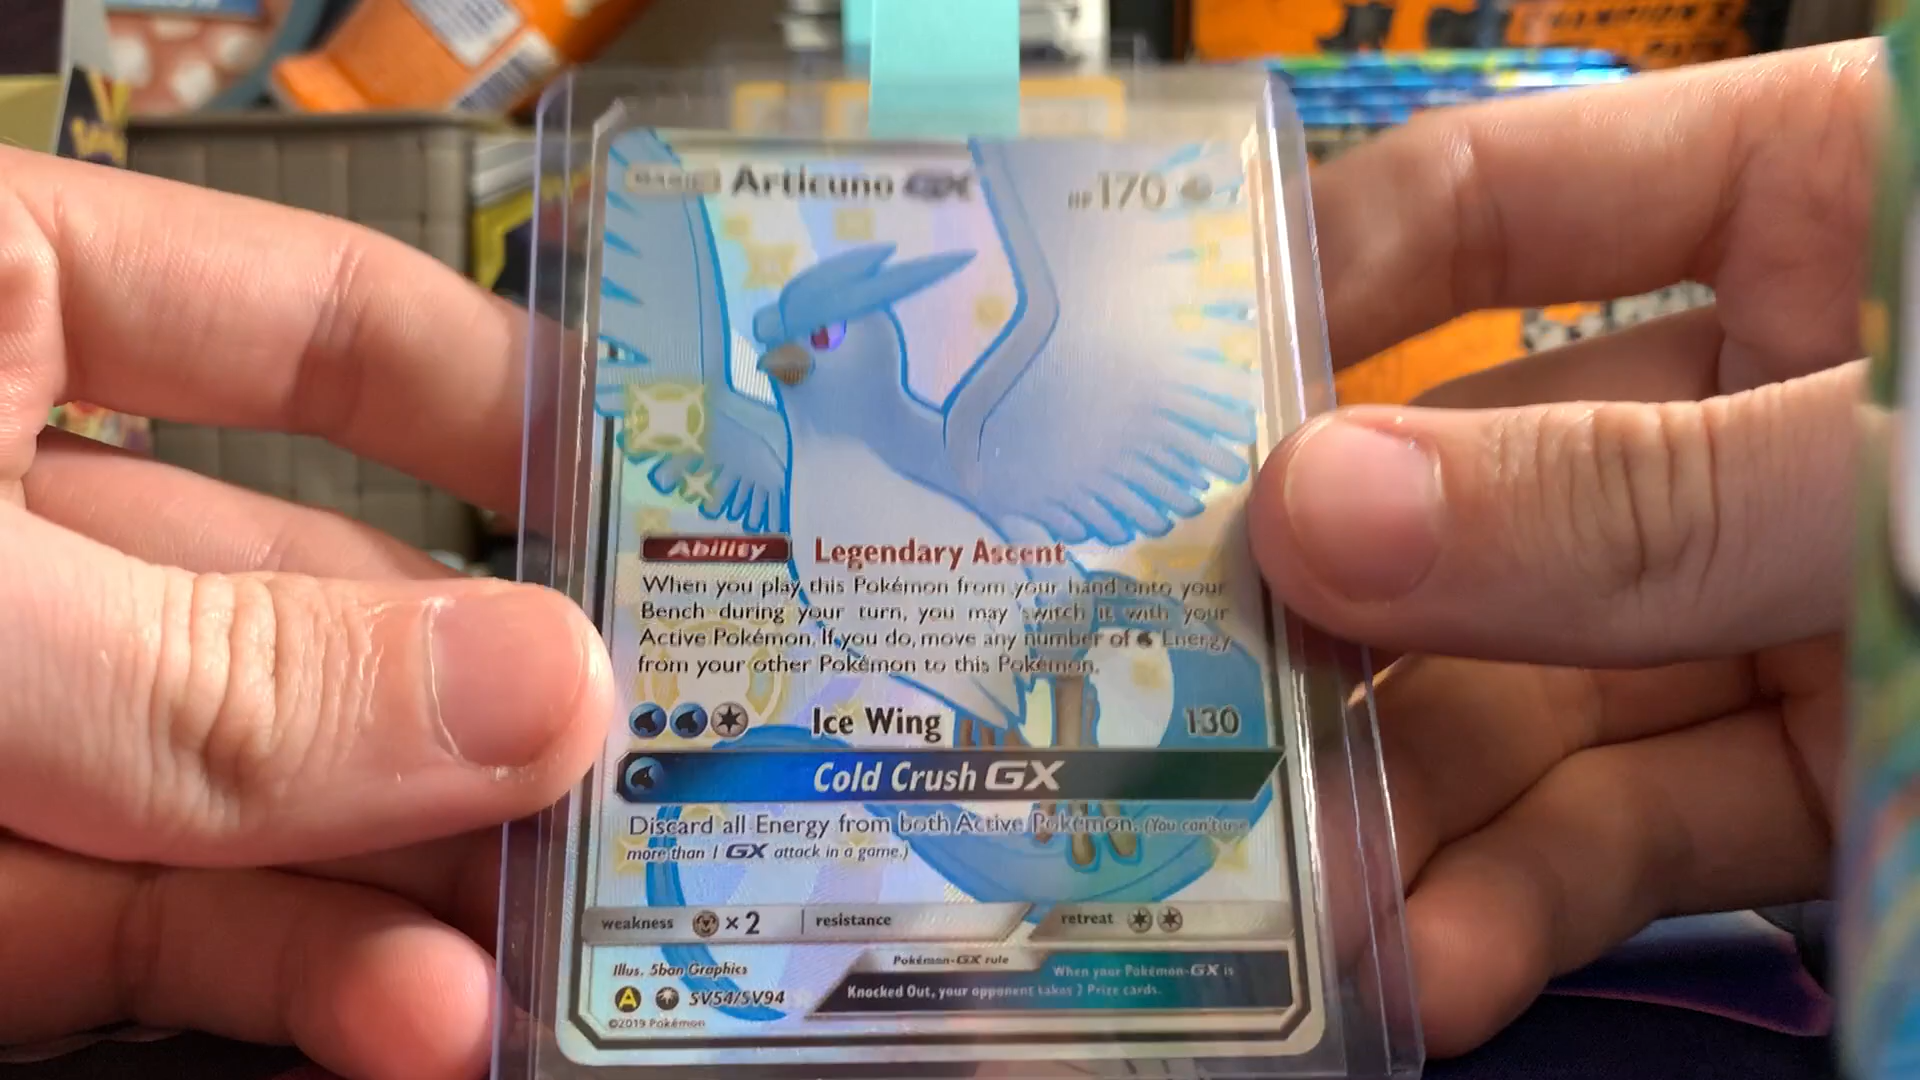 CHAMPION'S
PATH
BASIC Articuno GX HP170
Ability Legendary Ascent
When you play this Pokémon from your hand onto your
Bench during your turn, you may switch it with your
Active Pokémon. If you do, move any number of Energy
from your other Pokémon to this Pokémon.
Ice Wing 130
Cold Crush GX
Discard all Energy from both Active Pokémon. (You can't use
more than 1 GX attack in a game.)
weakness ×2 resistance retreat
Illus. 5ban Graphics
Pokémon-GX rule
When your Pokémon-GX is
Knocked Out, your opponent takes 2 Prize cards.
A SV54/SV94
©2019 Pokémon